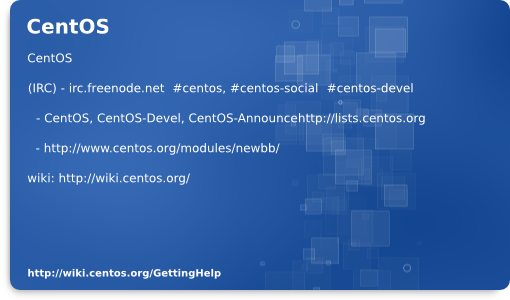 CentOS
CentOS
(IRC) - irc.freenode.net #centos, #centos-social #centos-devel
- CentOS, CentOS-Devel, CentOS-Announcehttp://lists.centos.org
- http://www.centos.org/modules/newbb/
wiki: http://wiki.centos.org/
http://wiki.centos.org/GettingHelp